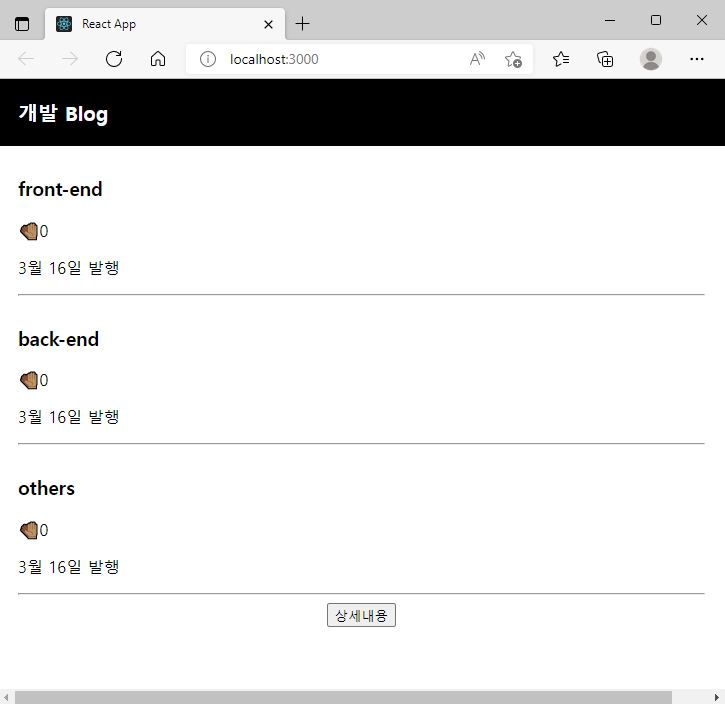 React App
localhost:3000
개발 Blog
front-end
👏🏾0
3월 16일 발행
back-end
👏🏾0
3월 16일 발행
others
👏🏾0
3월 16일 발행
상세내용